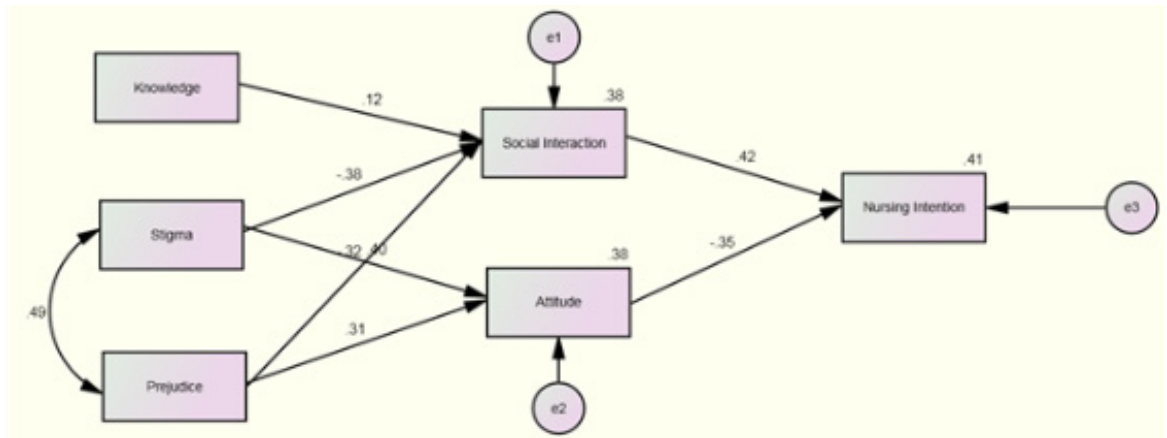 e1
Knowledge
.12
.38
Social Interaction
.42
.41
-.38
Nursing Intention
e3
Stigma
-.32
.40
-.35
.38
.49
Attitude
.31
Prejudice
e2